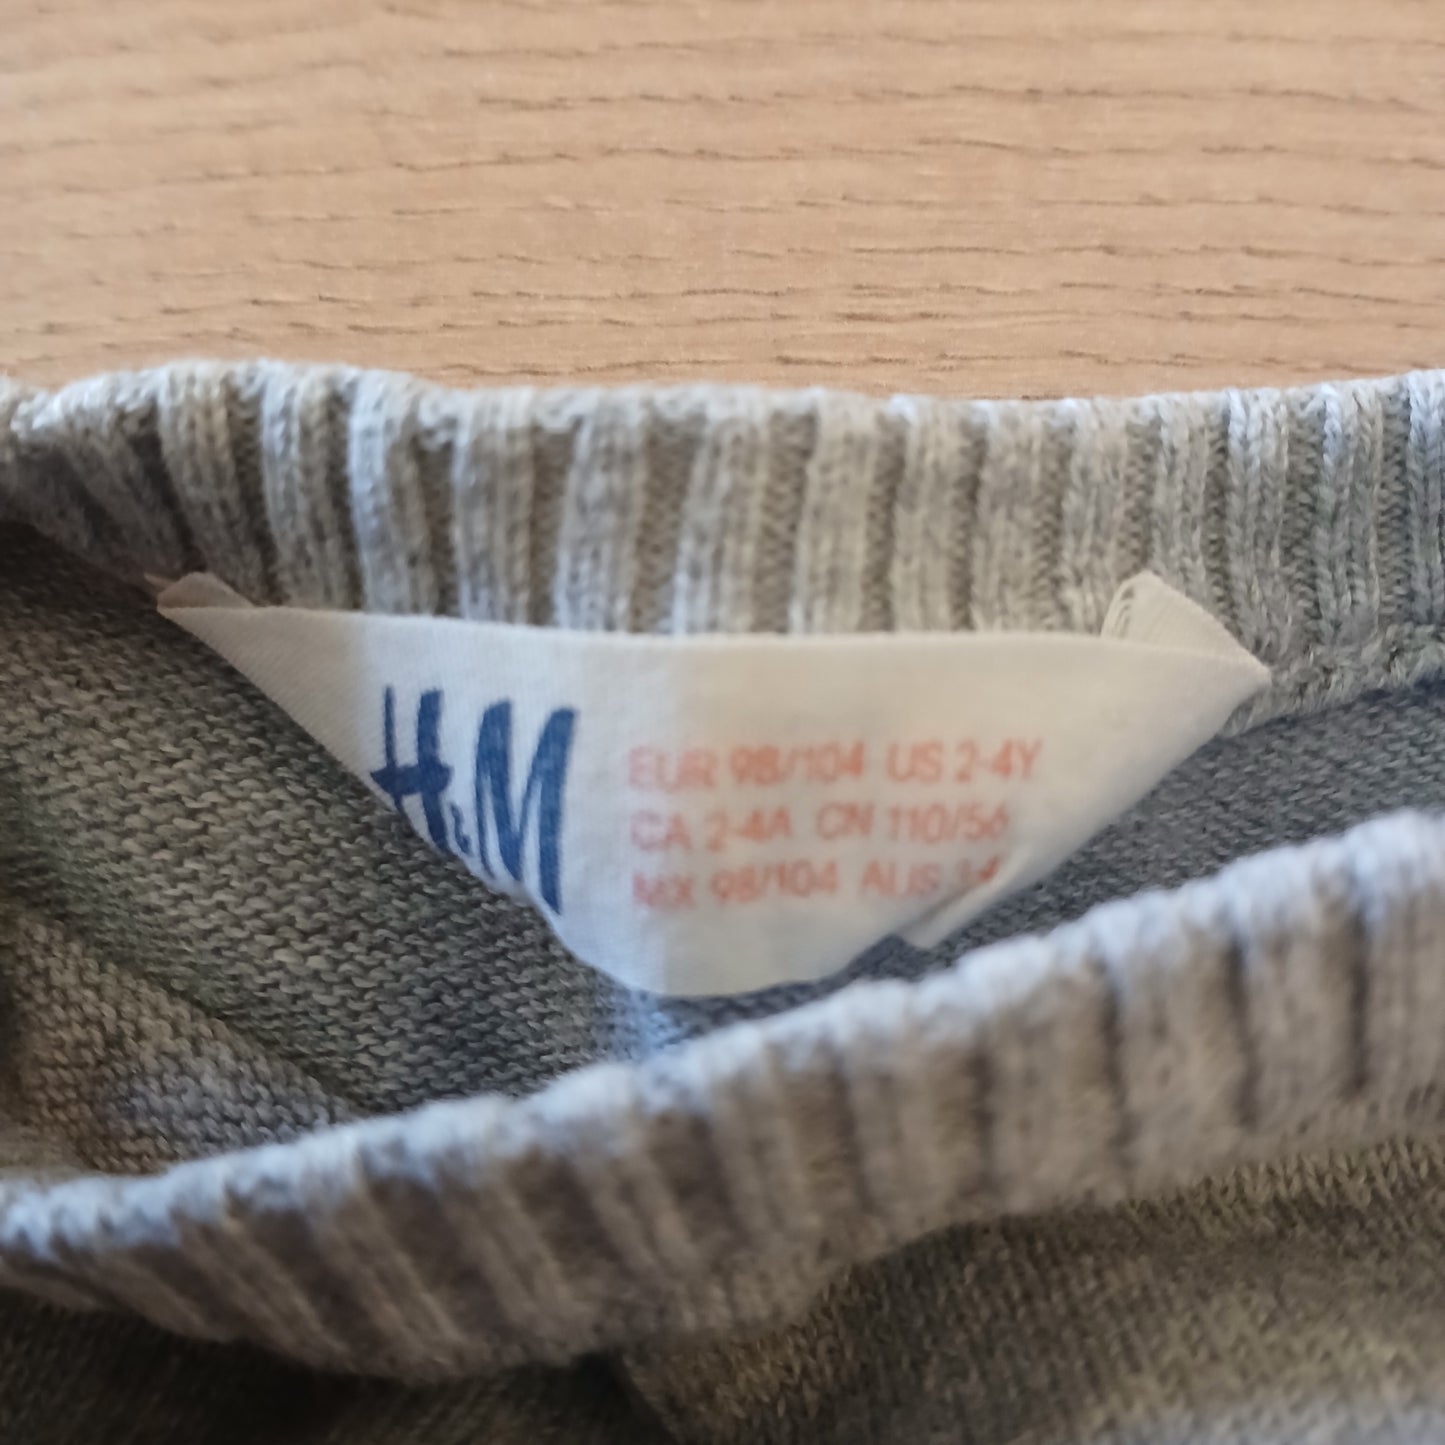 H&M
EUR 98/104 US 2-4Y
CA 2-4A CN 110/56
MX 98/104 AUS